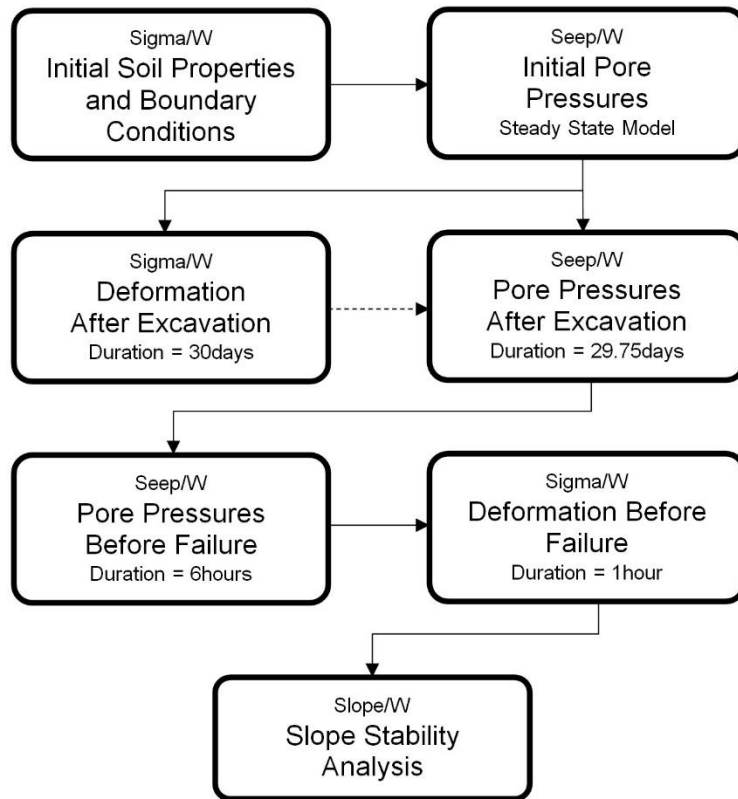 Sigma/W
Initial Soil Properties
and Boundary
Conditions
Seep/W
Initial Pore
Pressures
Steady State Model
Sigma/W
Deformation
After Excavation
Duration = 30days
Seep/W
Pore Pressures
After Excavation
Duration = 29.75days
Seep/W
Pore Pressures
Before Failure
Duration = 6hours
Sigma/W
Deformation Before
Failure
Duration = 1hour
Slope/W
Slope Stability
Analysis